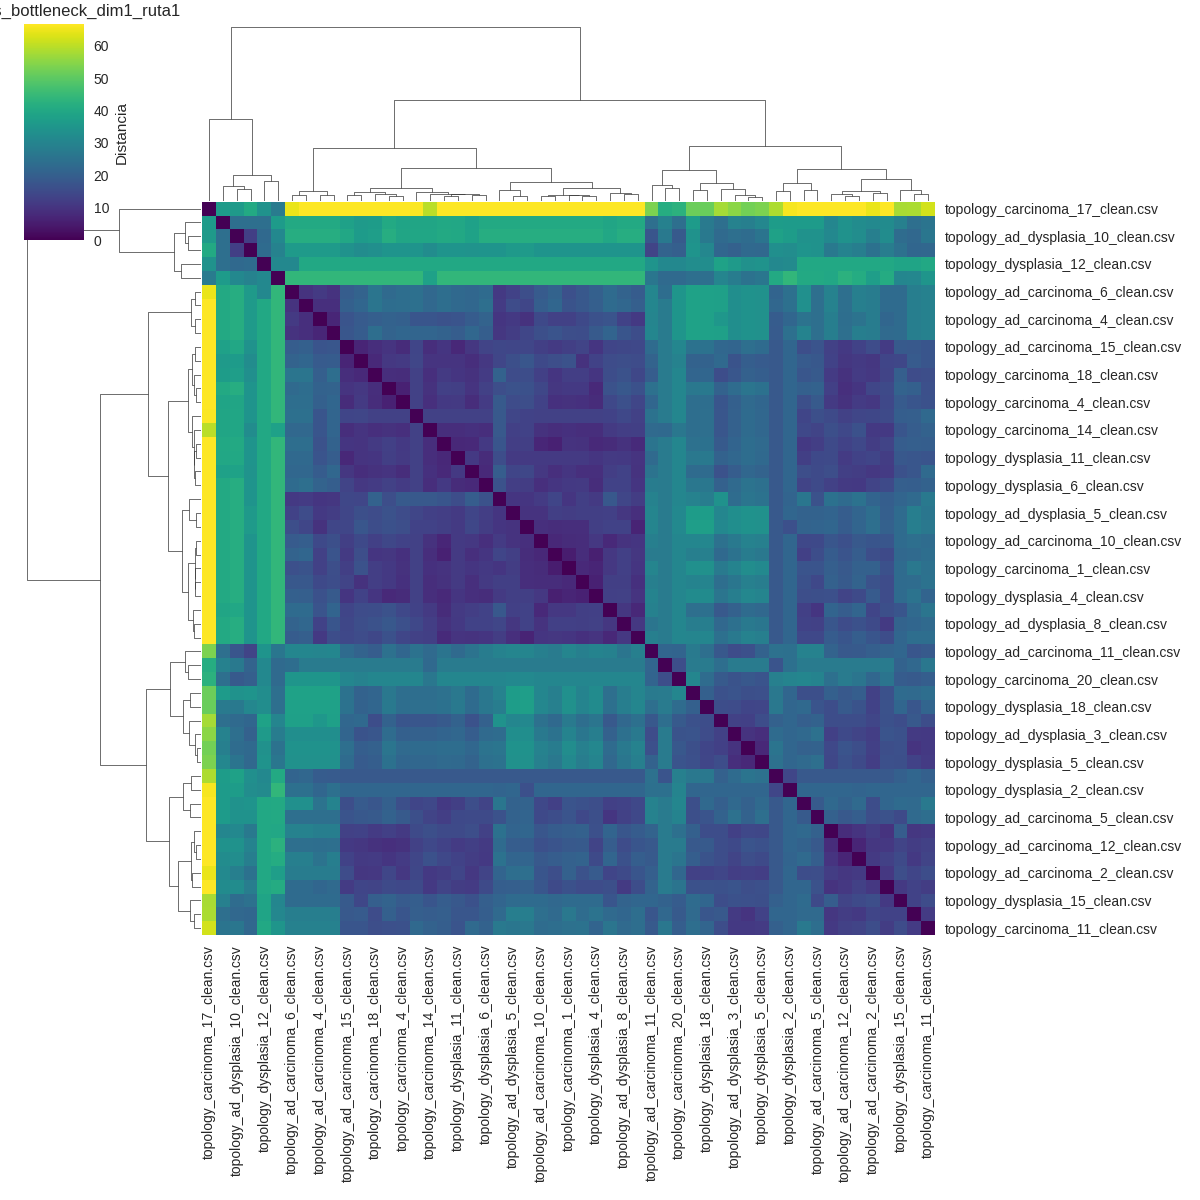 s_bottleneck_dim1_ruta1
60
50
40
30
20
10
0
Distancia
topology_carcinoma_17_clean.csv
topology_ad_dysplasia_10_clean.csv
topology_dysplasia_12_clean.csv
topology_ad_carcinoma_6_clean.csv
topology_ad_carcinoma_4_clean.csv
topology_ad_carcinoma_15_clean.csv
topology_carcinoma_18_clean.csv
topology_carcinoma_4_clean.csv
topology_carcinoma_14_clean.csv
topology_dysplasia_11_clean.csv
topology_dysplasia_6_clean.csv
topology_ad_dysplasia_5_clean.csv
topology_ad_carcinoma_10_clean.csv
topology_carcinoma_1_clean.csv
topology_dysplasia_4_clean.csv
topology_ad_dysplasia_8_clean.csv
topology_ad_carcinoma_11_clean.csv
topology_carcinoma_20_clean.csv
topology_dysplasia_18_clean.csv
topology_ad_dysplasia_3_clean.csv
topology_dysplasia_5_clean.csv
topology_dysplasia_2_clean.csv
topology_ad_carcinoma_5_clean.csv
topology_ad_carcinoma_12_clean.csv
topology_ad_carcinoma_2_clean.csv
topology_dysplasia_15_clean.csv
topology_carcinoma_11_clean.csv
topology_carcinoma_17_clean.csv
topology_ad_dysplasia_10_clean.csv
topology_dysplasia_12_clean.csv
topology_ad_carcinoma_6_clean.csv
topology_ad_carcinoma_4_clean.csv
topology_ad_carcinoma_15_clean.csv
topology_carcinoma_18_clean.csv
topology_carcinoma_4_clean.csv
topology_carcinoma_14_clean.csv
topology_dysplasia_11_clean.csv
topology_dysplasia_6_clean.csv
topology_ad_dysplasia_5_clean.csv
topology_ad_carcinoma_10_clean.csv
topology_carcinoma_1_clean.csv
topology_dysplasia_4_clean.csv
topology_ad_dysplasia_8_clean.csv
topology_ad_carcinoma_11_clean.csv
topology_carcinoma_20_clean.csv
topology_dysplasia_18_clean.csv
topology_ad_dysplasia_3_clean.csv
topology_dysplasia_5_clean.csv
topology_dysplasia_2_clean.csv
topology_ad_carcinoma_5_clean.csv
topology_ad_carcinoma_12_clean.csv
topology_ad_carcinoma_2_clean.csv
topology_dysplasia_15_clean.csv
topology_carcinoma_11_clean.csv